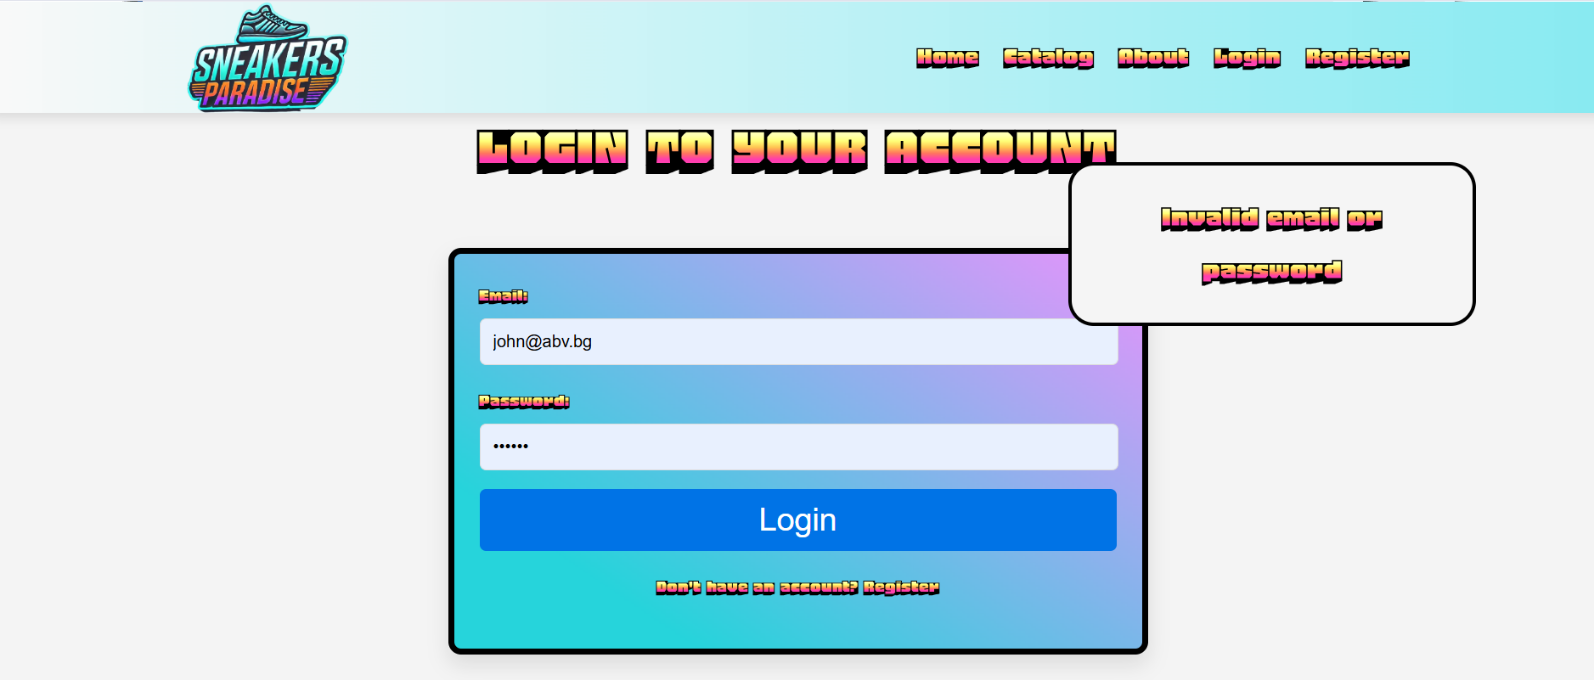 SNEAKERS
PARADISE
Home Catalog About Login Register
LOGIN TO YOUR ACCOUNT
Invalid email or
password
Email:
john@abv.bg
Password:
••••••
Login
Don't have an account? Register